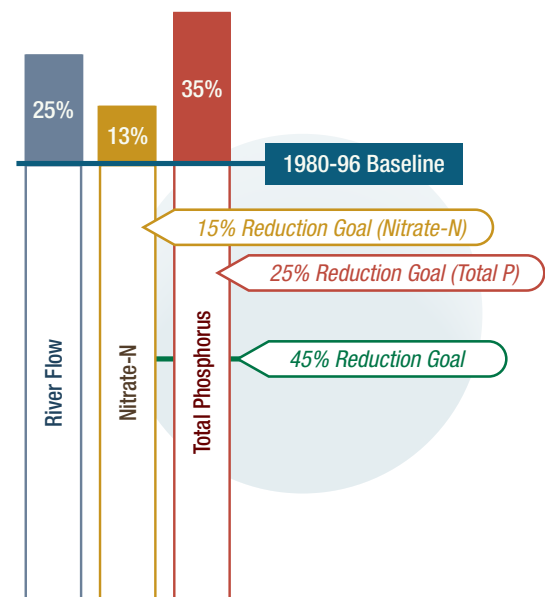 25%
13%
35%
1980-96 Baseline
15% Reduction Goal (Nitrate-N)
25% Reduction Goal (Total P)
45% Reduction Goal
River Flow
Nitrate-N
Total Phosphorus